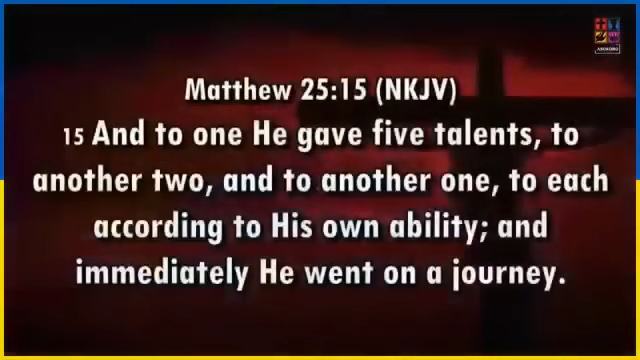 Matthew 25:15 (NKJV)
15 And to one He gave five talents, to
another two, and to another one, to each
according to His own ability; and
immediately He went on a journey.
ASOKORO